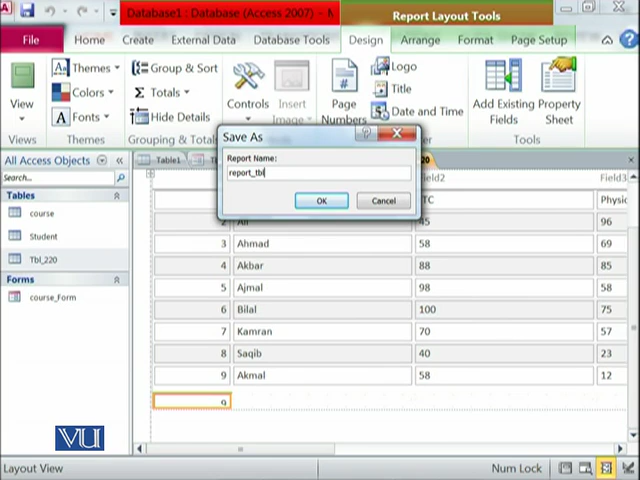 Database1 : Database (Access 2007) -
Report Layout Tools
File
Home
Create
External Data
Database Tools
Design
Arrange
Format
Page Setup
View
Themes
Colors
Fonts
Group & Sort
Totals
Hide Details
Controls
Insert
Image
Page
Numbers
Logo
Title
Date and Time
Add Existing
Fields
Property
Sheet
Views
Themes
Grouping & Totals
Tools
Save As
Report Name:
report_tbl
OK
Cancel
All Access Objects
Search...
Tables
course
Student
Tbl_220
Forms
course_Form
Table1
20
Field2
Field3
TC
Physic
2 Ali 45 96
3 Ahmad 58 69
4 Akbar 88 85
5 Ajmal 98 58
6 Bilal 100 75
7 Kamran 70 57
8 Saqib 40 23
9 Akmal 58 12
9
VU
Layout View
Num Lock